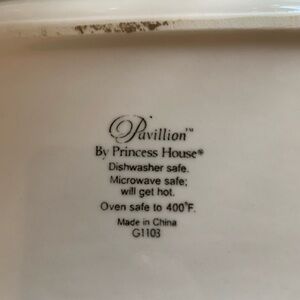 Pavillion™
By Princess House®
Dishwasher safe.
Microwave safe;
will get hot.
Oven safe to 400°F.
Made in China
G1103